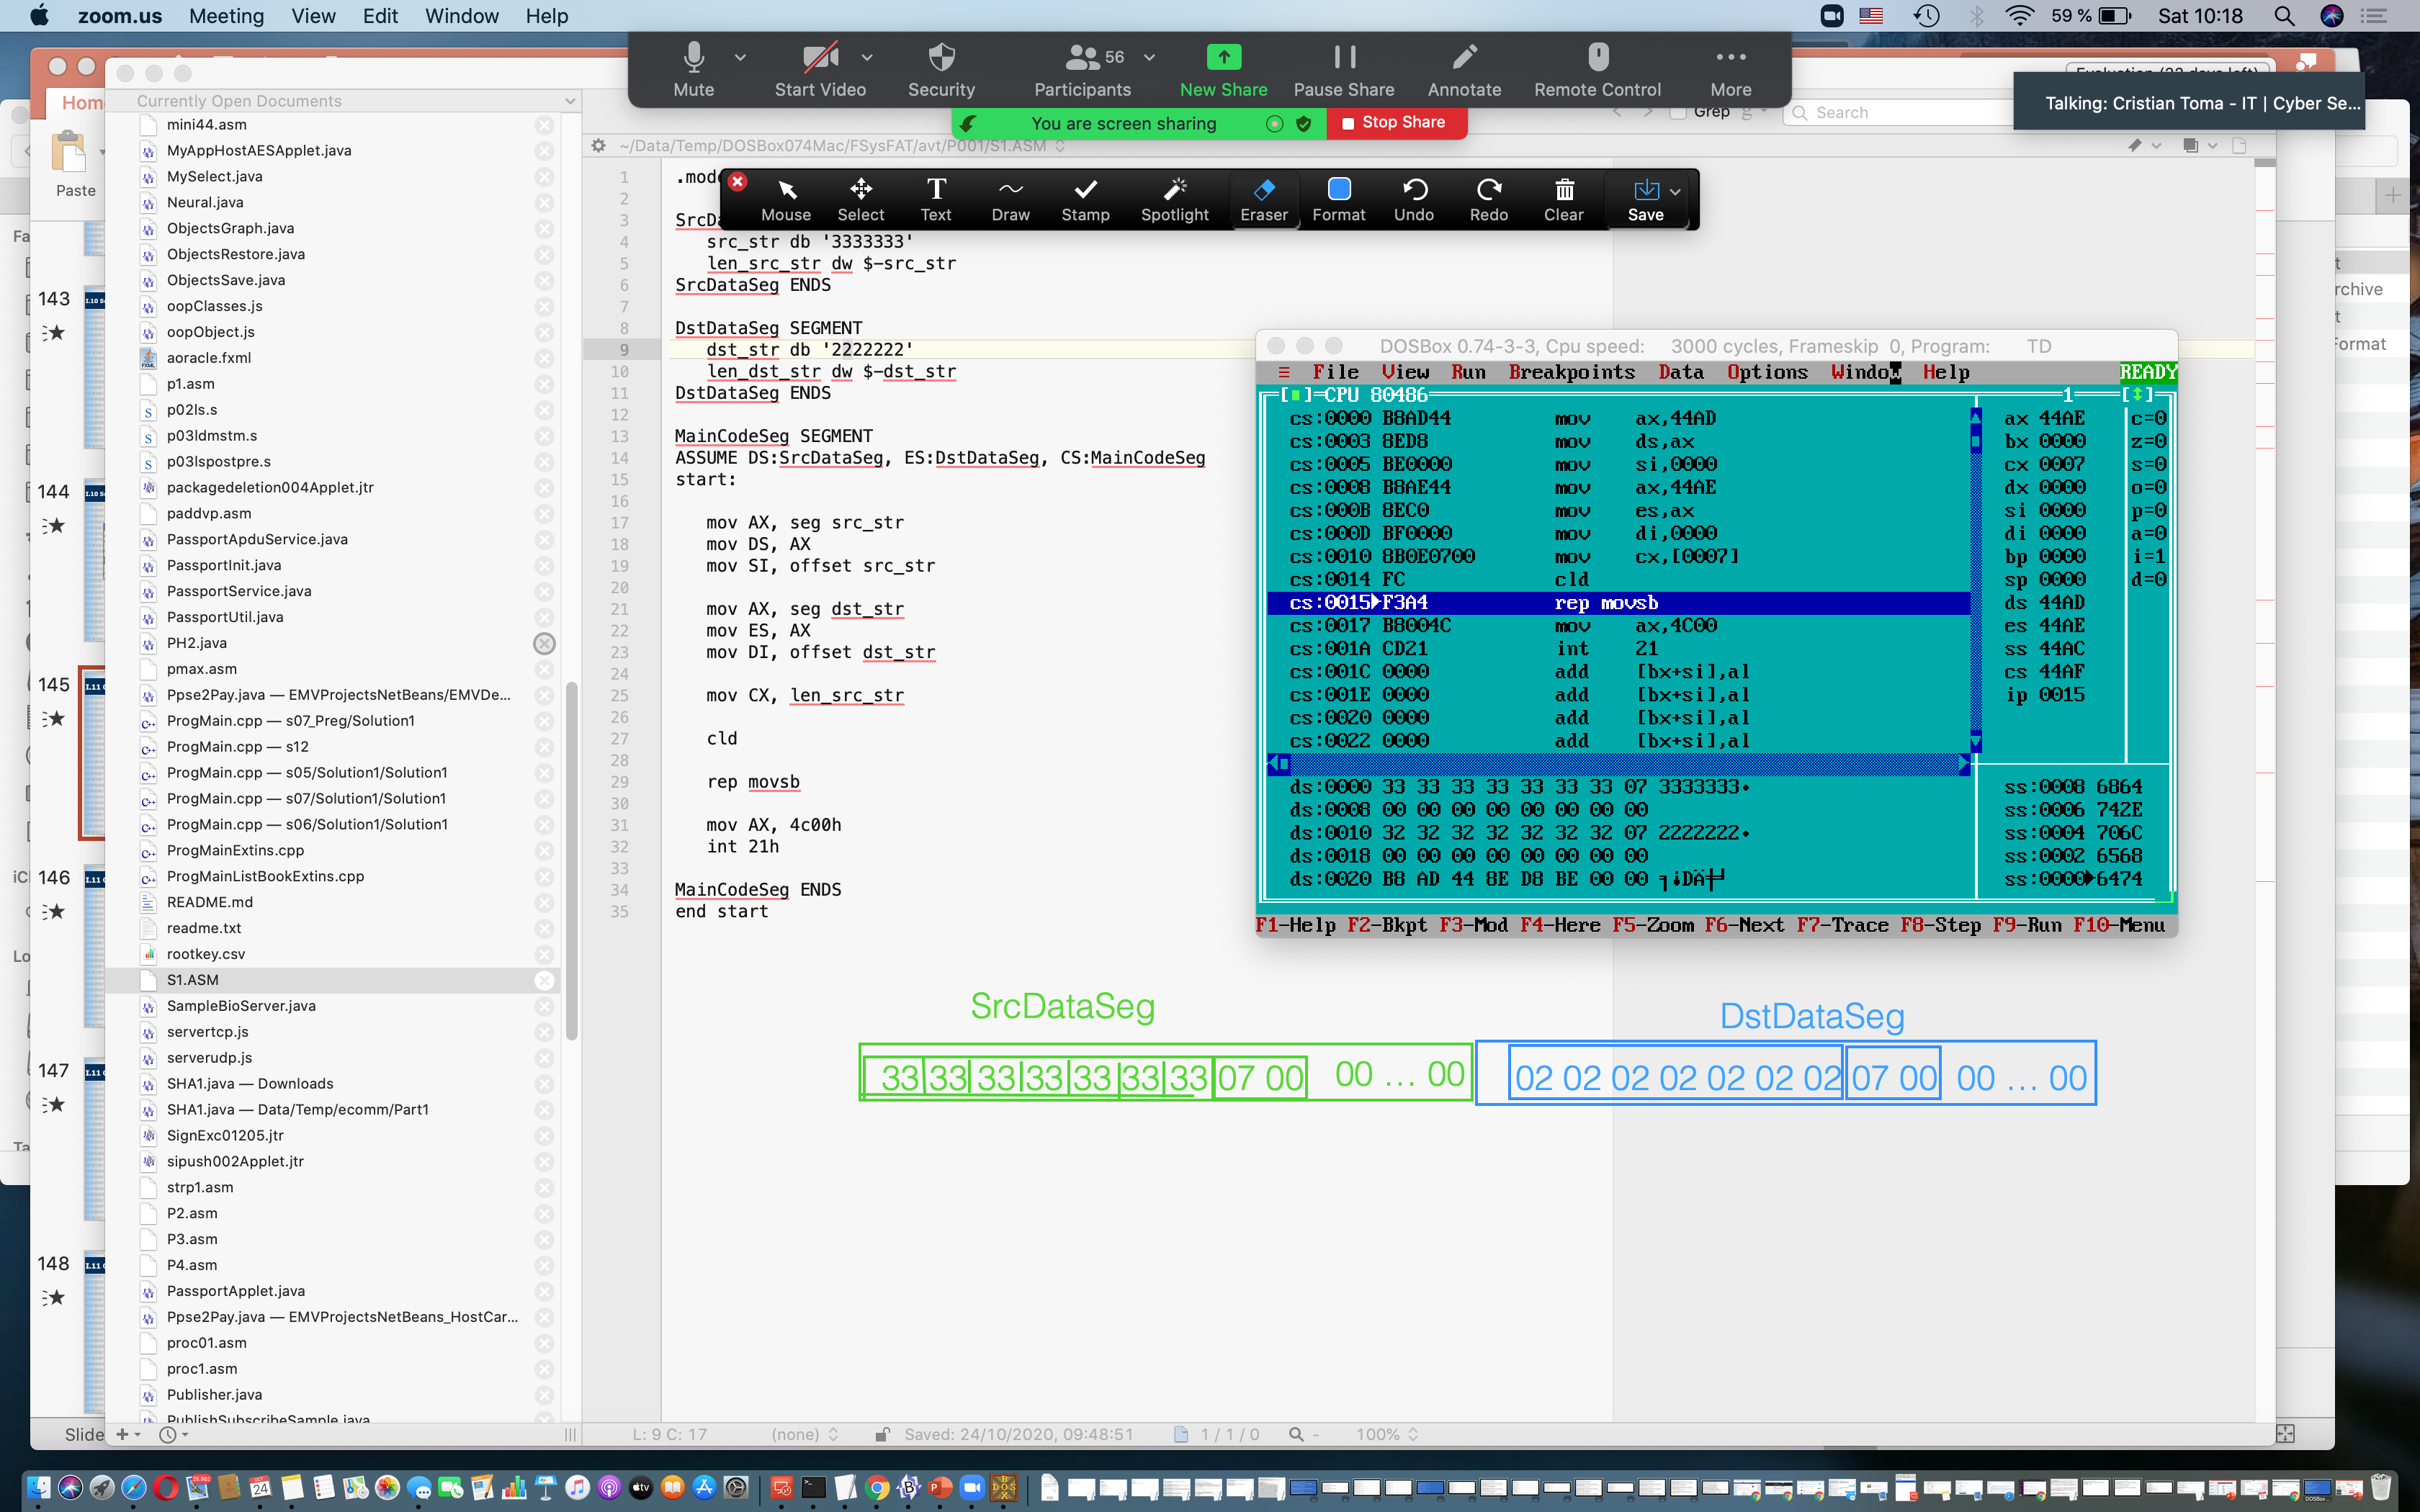 zoom.us Meeting View Edit Window Help
59 % Sat 10:18
Mute Start Video Security Participants 56 New Share Pause Share Annotate Remote Control More
You are screen sharing Stop Share
Talking: Cristian Toma - IT | Cyber Se...
Grep
Search
~/Data/Temp/DOSBox074Mac/FSysFAT/avt/P001/S1.ASM
Mouse Select Text Draw Stamp Spotlight Eraser Format Undo Redo Clear Save
Paste
143
144
145
146
147
148
Slide
Currently Open Documents
mini44.asm
MyAppHostAESApplet.java
MySelect.java
Neural.java
ObjectsGraph.java
ObjectsRestore.java
ObjectsSave.java
oopClasses.js
oopObject.js
aoracle.fxml
p1.asm
p02ls.s
p03ldmstm.s
p03lspostpre.s
packagedeletion004Applet.jtr
paddvp.asm
PassportApduService.java
PassportInit.java
PassportService.java
PassportUtil.java
PH2.java
pmax.asm
Ppse2Pay.java — EMVProjectsNetBeans/EMVDe...
ProgMain.cpp — s07_Preg/Solution1
ProgMain.cpp — s12
ProgMain.cpp — s05/Solution1/Solution1
ProgMain.cpp — s07/Solution1/Solution1
ProgMain.cpp — s06/Solution1/Solution1
ProgMainExtins.cpp
ProgMainListBookExtins.cpp
README.md
readme.txt
rootkey.csv
S1.ASM
SampleBioServer.java
servertcp.js
serverudp.js
SHA1.java — Downloads
SHA1.java — Data/Temp/ecomm/Part1
SignExc01205.jtr
sipush002Applet.jtr
strp1.asm
P2.asm
P3.asm
P4.asm
PassportApplet.java
Ppse2Pay.java — EMVProjectsNetBeans_HostCar...
proc01.asm
proc1.asm
Publisher.java
PublishSubscribeSample.java
1 .mod
2
3 SrcDa
4 src_str db '3333333'
5 len_src_str dw $-src_str
6 SrcDataSeg ENDS
7
8 DstDataSeg SEGMENT
9 dst_str db '2222222'
10 len_dst_str dw $-dst_str
11 DstDataSeg ENDS
12
13 MainCodeSeg SEGMENT
14 ASSUME DS:SrcDataSeg, ES:DstDataSeg, CS:MainCodeSeg
15 start:
16
17 mov AX, seg src_str
18 mov DS, AX
19 mov SI, offset src_str
20
21 mov AX, seg dst_str
22 mov ES, AX
23 mov DI, offset dst_str
24
25 mov CX, len_src_str
26
27 cld
28
29 rep movsb
30
31 mov AX, 4c00h
32 int 21h
33
34 MainCodeSeg ENDS
35 end start
DOSBox 0.74-3-3, Cpu speed: 3000 cycles, Frameskip 0, Program: TD
≡ File View Run Breakpoints Data Options Window Help READY
[■]=CPU 80486 1 [↕]
cs:0000 B8AD44 mov ax,44AD ax 44AE c=0
cs:0003 8ED8 mov ds,ax bx 0000 z=0
cs:0005 BE0000 mov si,0000 cx 0007 s=0
cs:0008 B8AE44 mov ax,44AE dx 0000 o=0
cs:000B 8EC0 mov es,ax si 0000 p=0
cs:000D BF0000 mov di,0000 di 0000 a=0
cs:0010 8B0E0700 mov cx,[0007] bp 0000 i=1
cs:0014 FC cld sp 0000 d=0
cs:0015►F3A4 rep movsb ds 44AD
cs:0017 B8004C mov ax,4C00 es 44AE
cs:001A CD21 int 21 ss 44AC
cs:001C 0000 add [bx+si],al cs 44AF
cs:001E 0000 add [bx+si],al ip 0015
cs:0020 0000 add [bx+si],al
cs:0022 0000 add [bx+si],al
ds:0000 33 33 33 33 33 33 33 07 3333333• ss:0008 6864
ds:0008 00 00 00 00 00 00 00 00 ss:0006 742E
ds:0010 32 32 32 32 32 32 32 07 2222222• ss:0004 706C
ds:0018 00 00 00 00 00 00 00 00 ss:0002 6568
ds:0020 B8 AD 44 8E D8 BE 00 00 ╕¡DÄ╪╛ ss:0000►6474
F1-Help F2-Bkpt F3-Mod F4-Here F5-Zoom F6-Next F7-Trace F8-Step F9-Run F10-Menu
SrcDataSeg
33 33 33 33 33 33 33 07 00 00 ... 00
DstDataSeg
02 02 02 02 02 02 02 07 00 00 ... 00
L: 9 C: 17 (none) Saved: 24/10/2020, 09:48:51 1 / 1 / 0 100%